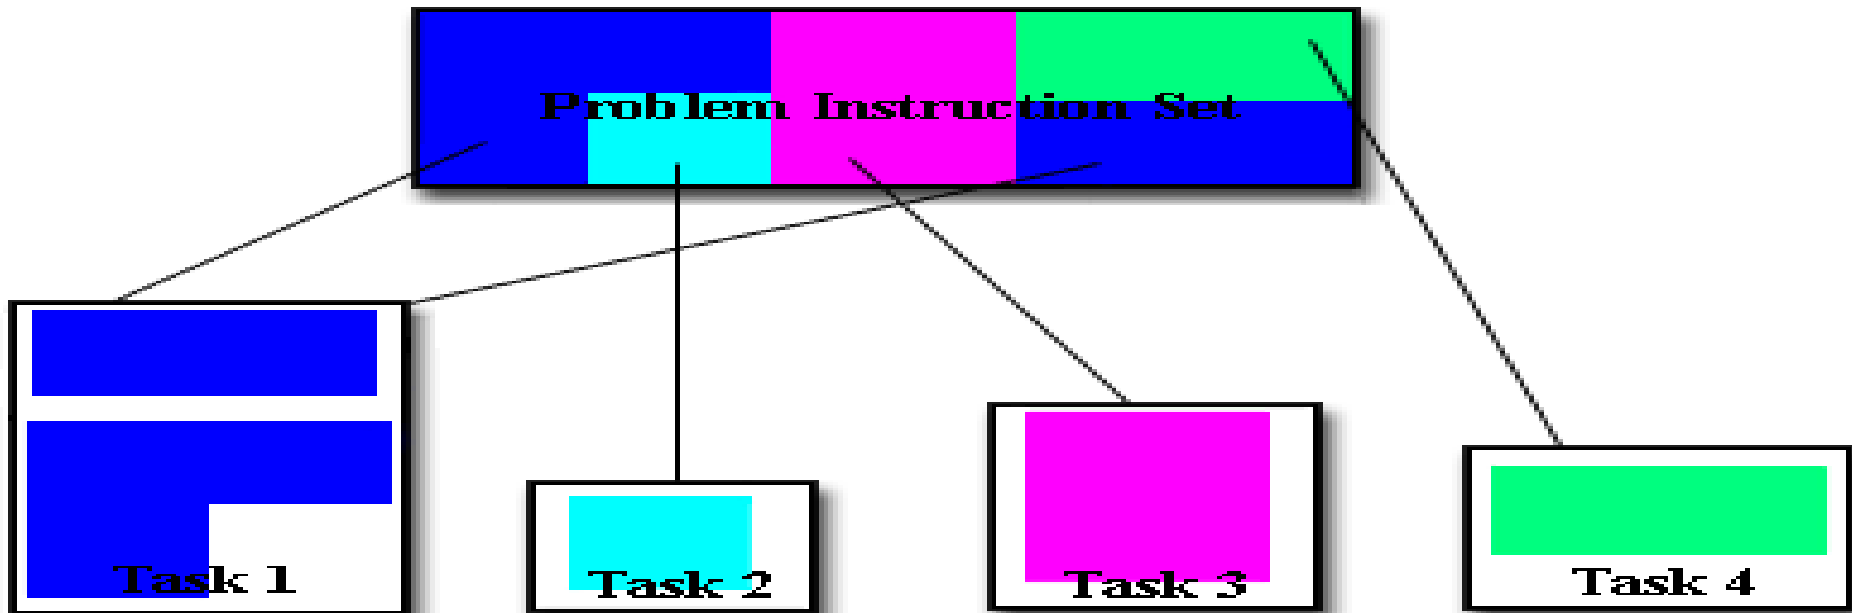 Problem Instruction Set
Task 1
Task 2
Task 3
Task 4